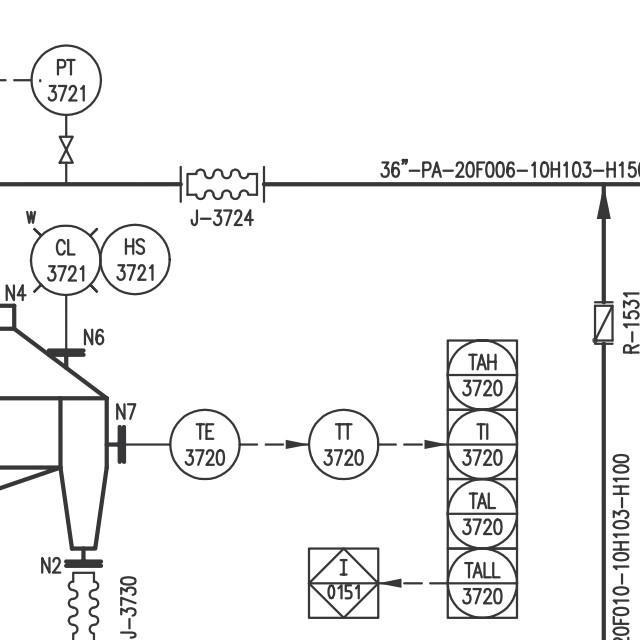 PT
3721
36"-PA-20F006-10H103-H150
J-3724
W
CL
3721
HS
3721
N4
N6
R-1531
N7
TE
3720
TT
3720
TAH
3720
TI
3720
TAL
3720
TALL
3720
I
0151
N2
J-3730
20F010-10H103-H100